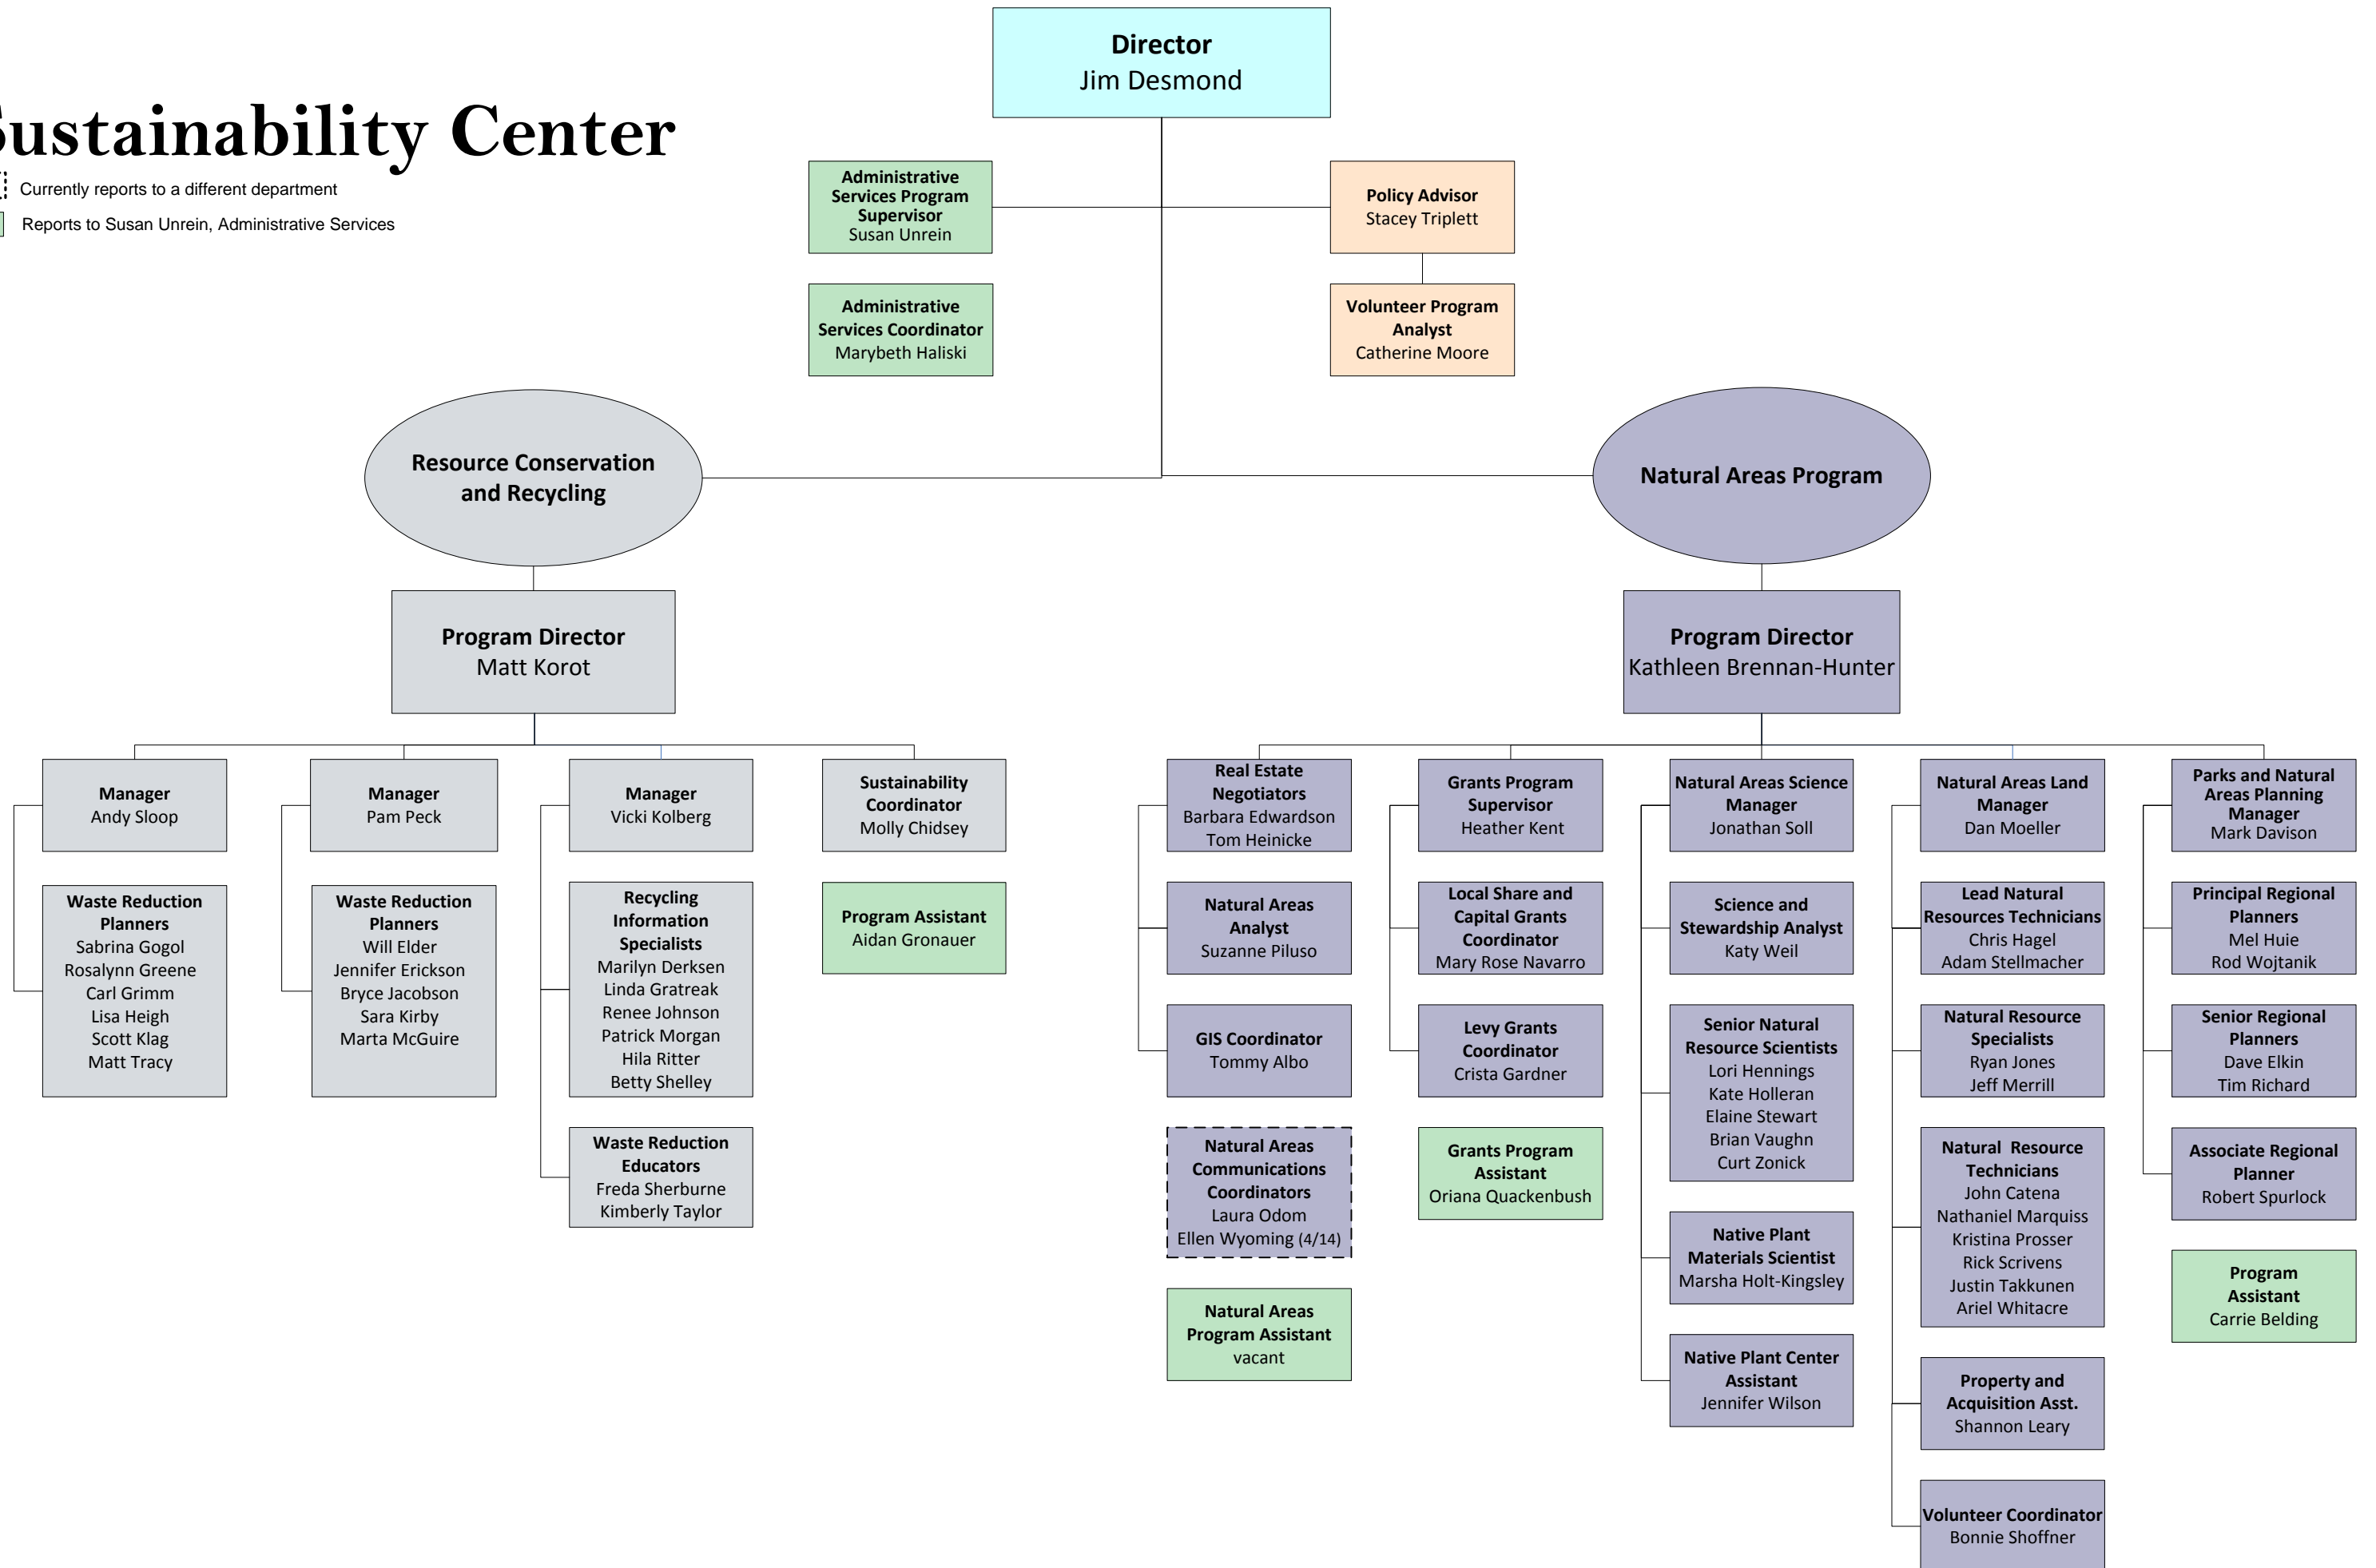 Director
Jim Desmond
Sustainability Center
Currently reports to a different department
Reports to Susan Unrein, Administrative Services
Administrative
Services Program
Supervisor
Susan Unrein
Policy Advisor
Stacey Triplett
Administrative
Services Coordinator
Marybeth Haliski
Volunteer Program
Analyst
Catherine Moore
Resource Conservation
and Recycling
Natural Areas Program
Program Director
Matt Korot
Program Director
Kathleen Brennan-Hunter
Manager
Andy Sloop
Waste Reduction
Planners
Sabrina Gogol
Rosalynn Greene
Carl Grimm
Lisa Heigh
Scott Klag
Matt Tracy
Manager
Pam Peck
Waste Reduction
Planners
Will Elder
Jennifer Erickson
Bryce Jacobson
Sara Kirby
Marta McGuire
Manager
Vicki Kolberg
Recycling
Information
Specialists
Marilyn Derksen
Linda Gratreak
Renee Johnson
Patrick Morgan
Hila Ritter
Betty Shelley
Waste Reduction
Educators
Freda Sherburne
Kimberly Taylor
Sustainability
Coordinator
Molly Chidsey
Program Assistant
Aidan Gronauer
Real Estate
Negotiators
Barbara Edwardson
Tom Heinicke
Natural Areas
Analyst
Suzanne Piluso
GIS Coordinator
Tommy Albo
Natural Areas
Communications
Coordinators
Laura Odom
Ellen Wyoming (4/14)
Natural Areas
Program Assistant
vacant
Grants Program
Supervisor
Heather Kent
Local Share and
Capital Grants
Coordinator
Mary Rose Navarro
Levy Grants
Coordinator
Crista Gardner
Grants Program
Assistant
Oriana Quackenbush
Natural Areas Science
Manager
Jonathan Soll
Science and
Stewardship Analyst
Katy Weil
Senior Natural
Resource Scientists
Lori Hennings
Kate Holleran
Elaine Stewart
Brian Vaughn
Curt Zonick
Native Plant
Materials Scientist
Marsha Holt-Kingsley
Native Plant Center
Assistant
Jennifer Wilson
Natural Areas Land
Manager
Dan Moeller
Lead Natural
Resources Technicians
Chris Hagel
Adam Stellmacher
Natural Resource
Specialists
Ryan Jones
Jeff Merrill
Natural  Resource
Technicians
John Catena
Nathaniel Marquiss
Kristina Prosser
Rick Scrivens
Justin Takkunen
Ariel Whitacre
Property and
Acquisition Asst.
Shannon Leary
Volunteer Coordinator
Bonnie Shoffner
Parks and Natural
Areas Planning
Manager
Mark Davison
Principal Regional
Planners
Mel Huie
Rod Wojtanik
Senior Regional
Planners
Dave Elkin
Tim Richard
Associate Regional
Planner
Robert Spurlock
Program
Assistant
Carrie Belding